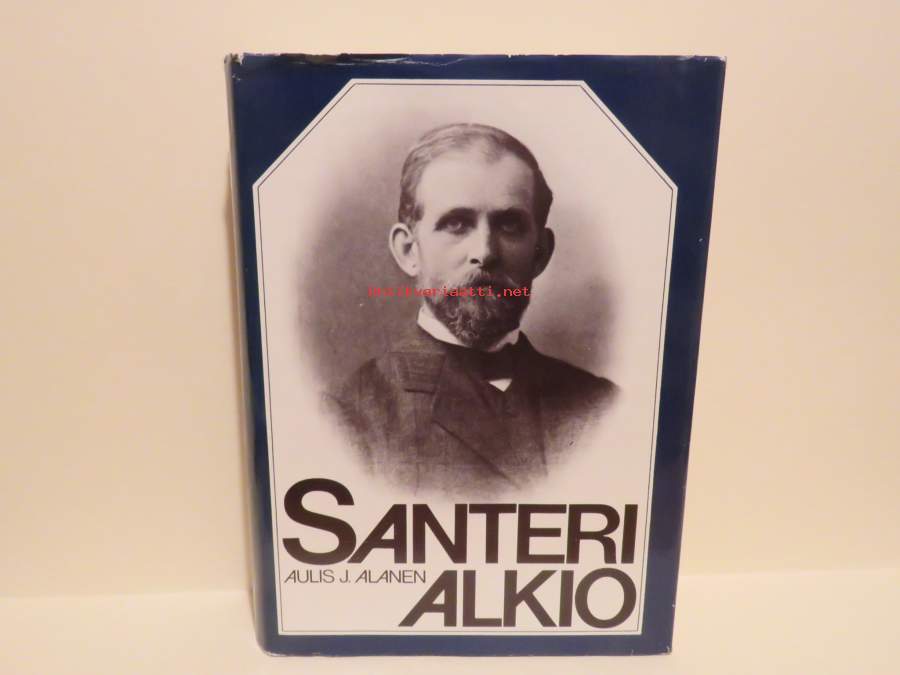 antikvariaatti.net
SANTERI
AULIS J. ALANEN
ALKIO